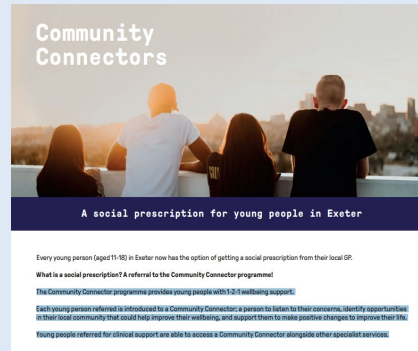 Community
Connectors
A social prescription for young people in Exeter
Every young person (aged 11-18) in Exeter now has the option of getting a social prescription from their local GP.
What is a social prescription? A referral to the Community Connector programme!
The Community Connector programme provides young people with 1-2-1 wellbeing support.
Each young person referred is introduced to a Community Connector; a person to listen to their concerns, identify opportunities
in their local community that could help improve their wellbeing, and support them to make positive changes to improve their life.
Young people referred for clinical support are able to access a Community Connector alongside other specialist services.